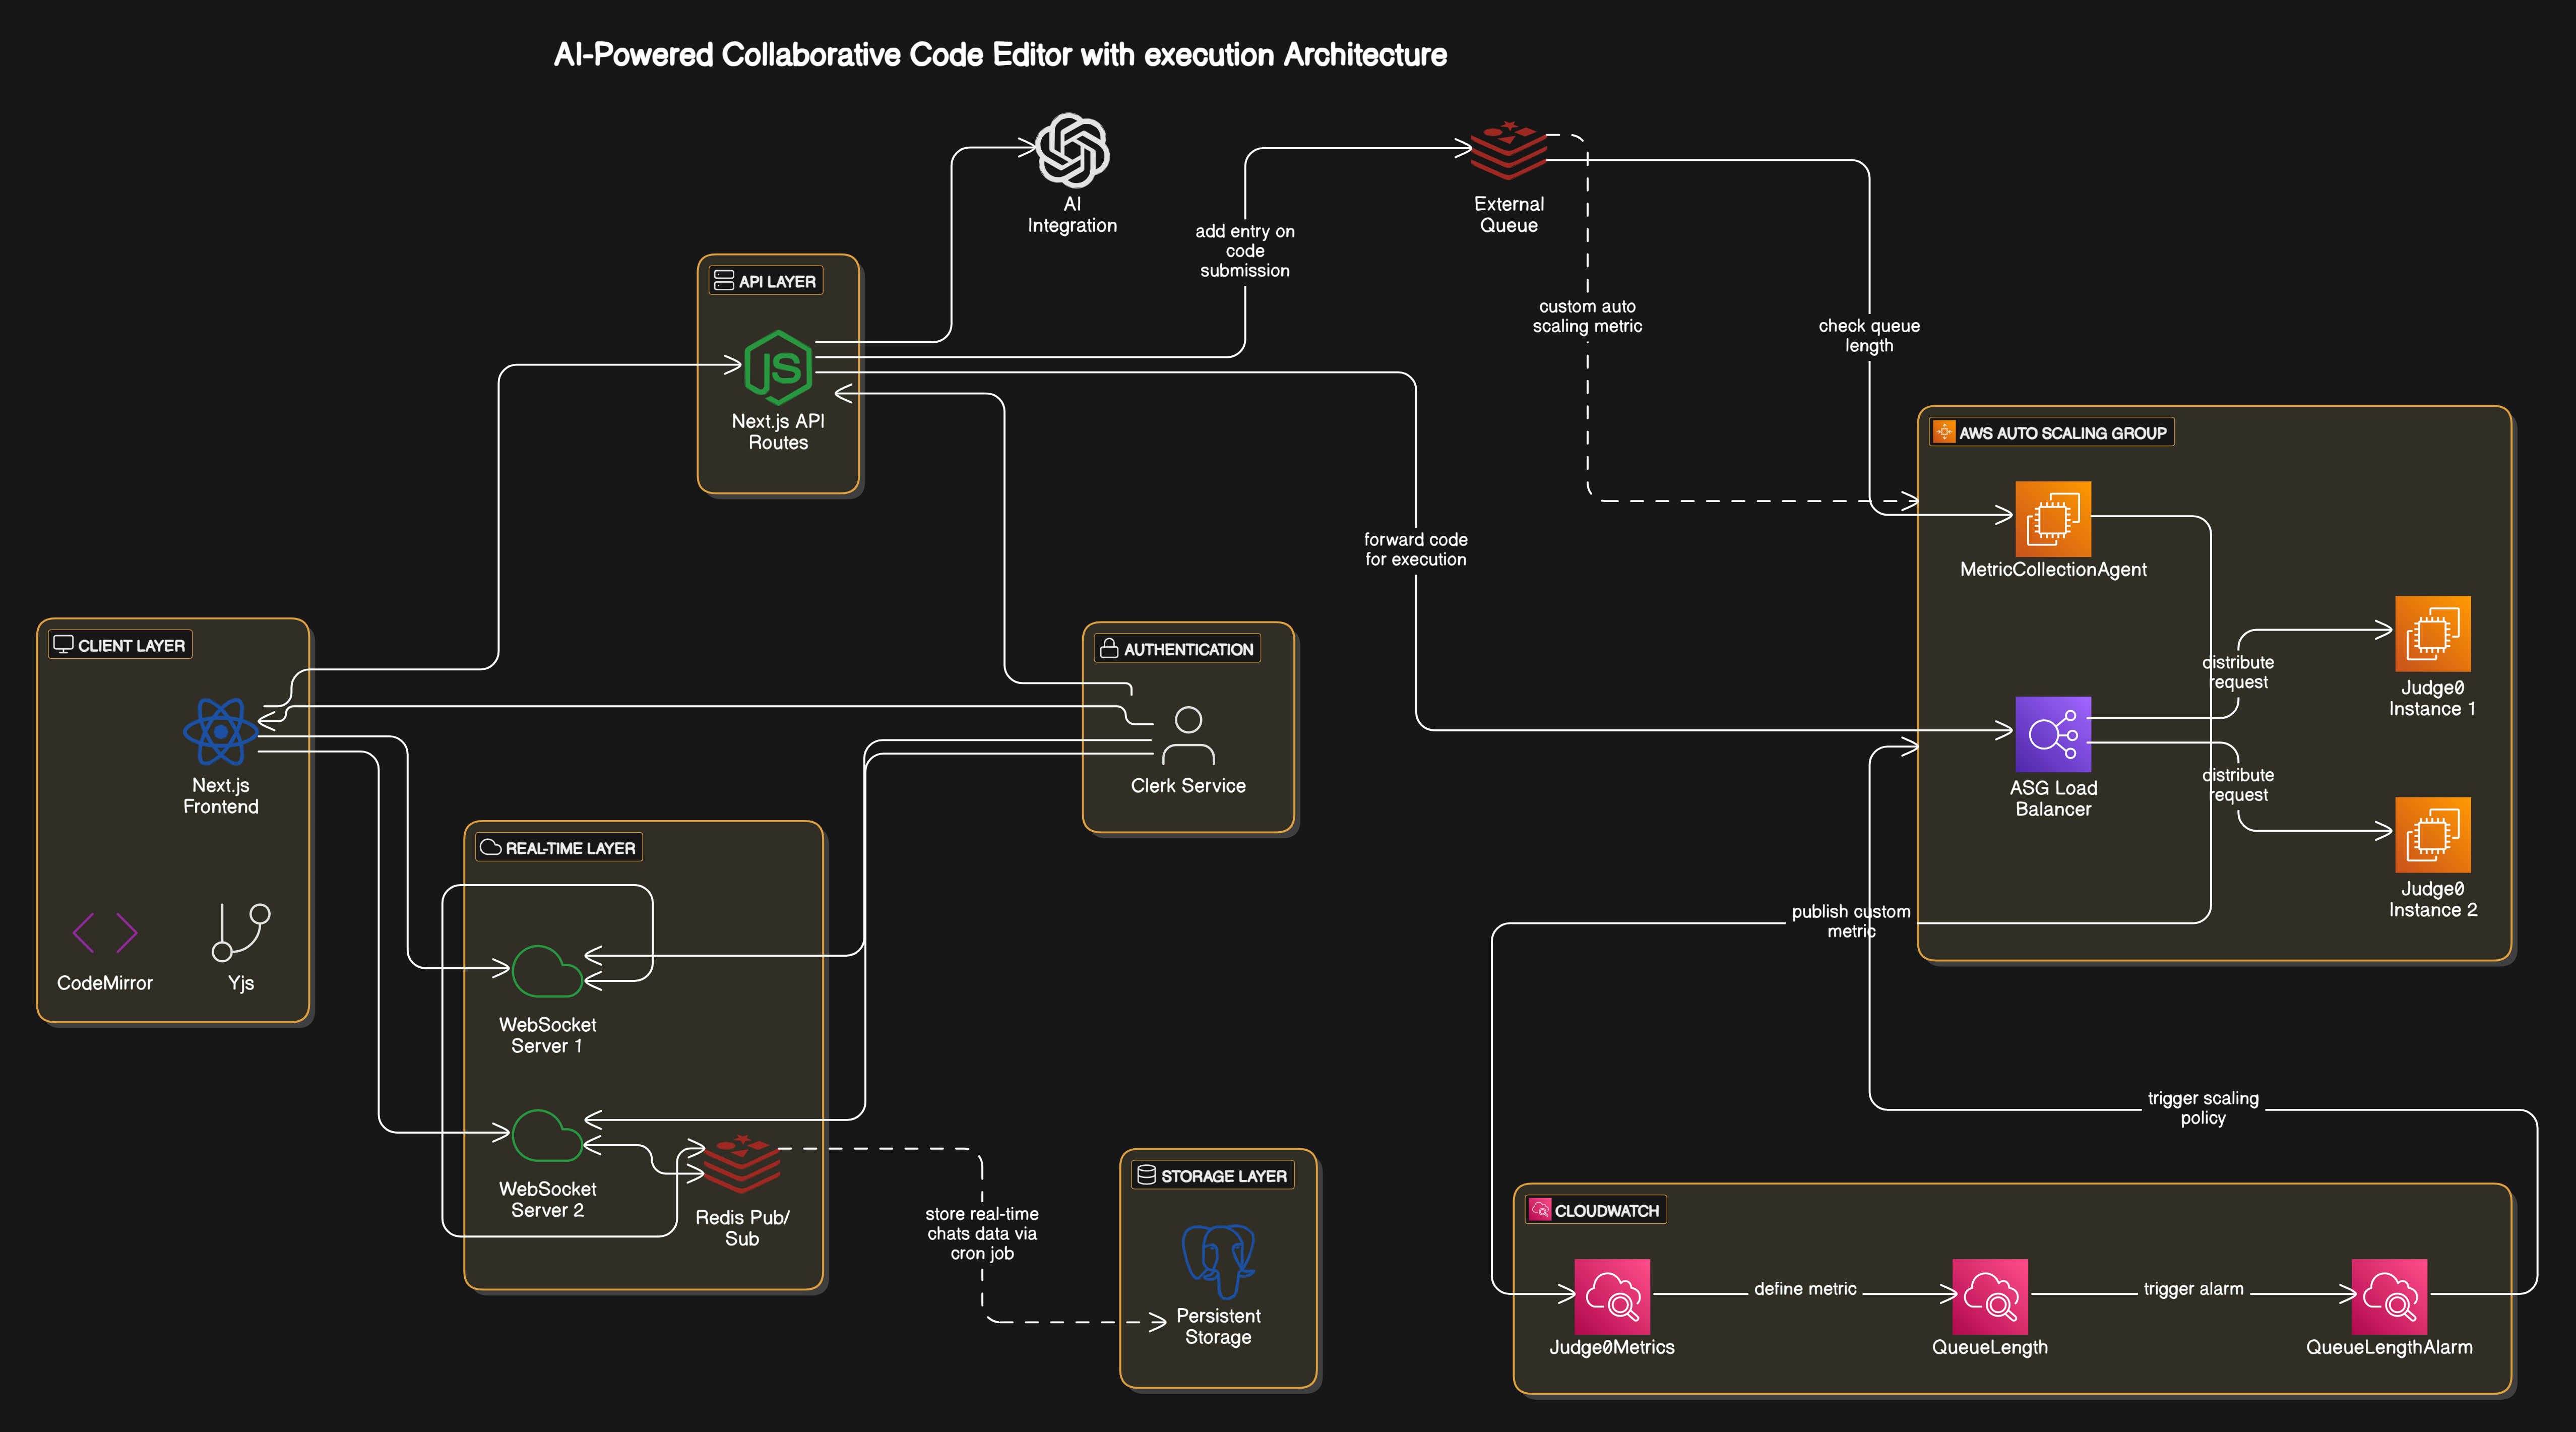 AI-Powered Collaborative Code Editor with execution Architecture
AI
Integration
External
Queue
add entry on
code
submission
API LAYER
JS
Next.js API
Routes
custom auto
scaling metric
check queue
length
AWS AUTO SCALING GROUP
MetricCollectionAgent
forward code
for execution
CLIENT LAYER
Next.js
Frontend
CodeMirror
Yjs
AUTHENTICATION
Clerk Service
distribute
request
Judge0
Instance 1
ASG Load
Balancer
distribute
request
Judge0
Instance 2
REAL-TIME LAYER
WebSocket
Server 1
WebSocket
Server 2
Redis Pub/
Sub
publish custom
metric
store real-time
chats data via
cron job
STORAGE LAYER
Persistent
Storage
trigger scaling
policy
CLOUDWATCH
Judge0Metrics
define metric
QueueLength
trigger alarm
QueueLengthAlarm